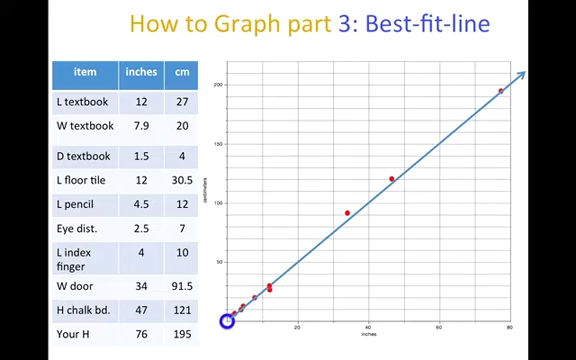 How to Graph part 3: Best-fit-line
item inches cm
L textbook 12 27
W textbook 7.9 20
D textbook 1.5 4
L floor tile 12 30.5
L pencil 4.5 12
Eye dist. 2.5 7
L index finger 4 10
W door 34 91.5
H chalk bd. 47 121
Your H 76 195
200
150
100
50
centimeters
0
20
40
60
80
inches